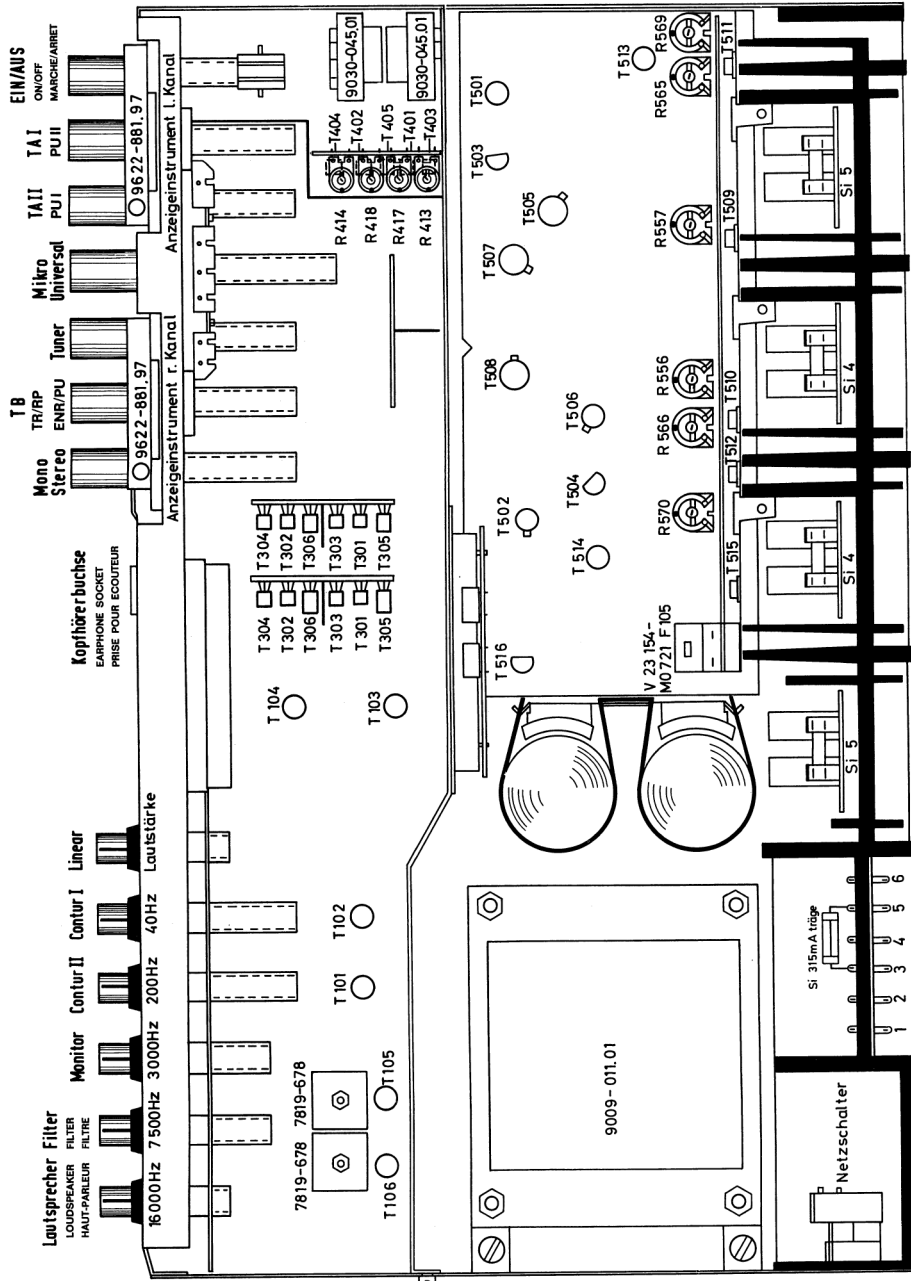 Lautsprecher Filter
LOUDSPEAKER FILTER
HAUT-PARLEUR FILTRE
Monitor
Contur II
Contur I
Linear
Kopfhörerbuchse
EARPHONE SOCKET
PRISE POUR ECOUTEUR
Mono
Stereo
TB
TR/RP
ENR/PU
Tuner
Mikro
Universal
TAII
PU I
TAI
PU II
EIN/AUS
ON/OFF
MARCHE/ARRET
16000Hz
7500Hz
3000Hz
200Hz
40Hz
Lautstärke
9622-881.97
Anzeigeinstrument r. Kanal
9622-881.97
Anzeigeinstrument l. Kanal
7819-678
7819-678
T106
T105
T101
T102
T104
T103
T304
T302
T306
T303
T301
T305
T304
T302
T306
T303
T301
T305
R414
R418
R417
R413
T404
T402
T405
T401
T403
9030-045.01
9030-045.01
T516
T502
T514
T504
T506
T508
T507
T505
T503
T501
T513
V 23 154-
M0721 F105
R570
R566
R556
R557
R565
R569
T515
T512
T510
T509
T511
9009-011.01
Netzschalter
Si 315mA träge
1
2
3
4
5
6
Si 5
Si 4
Si 4
Si 5